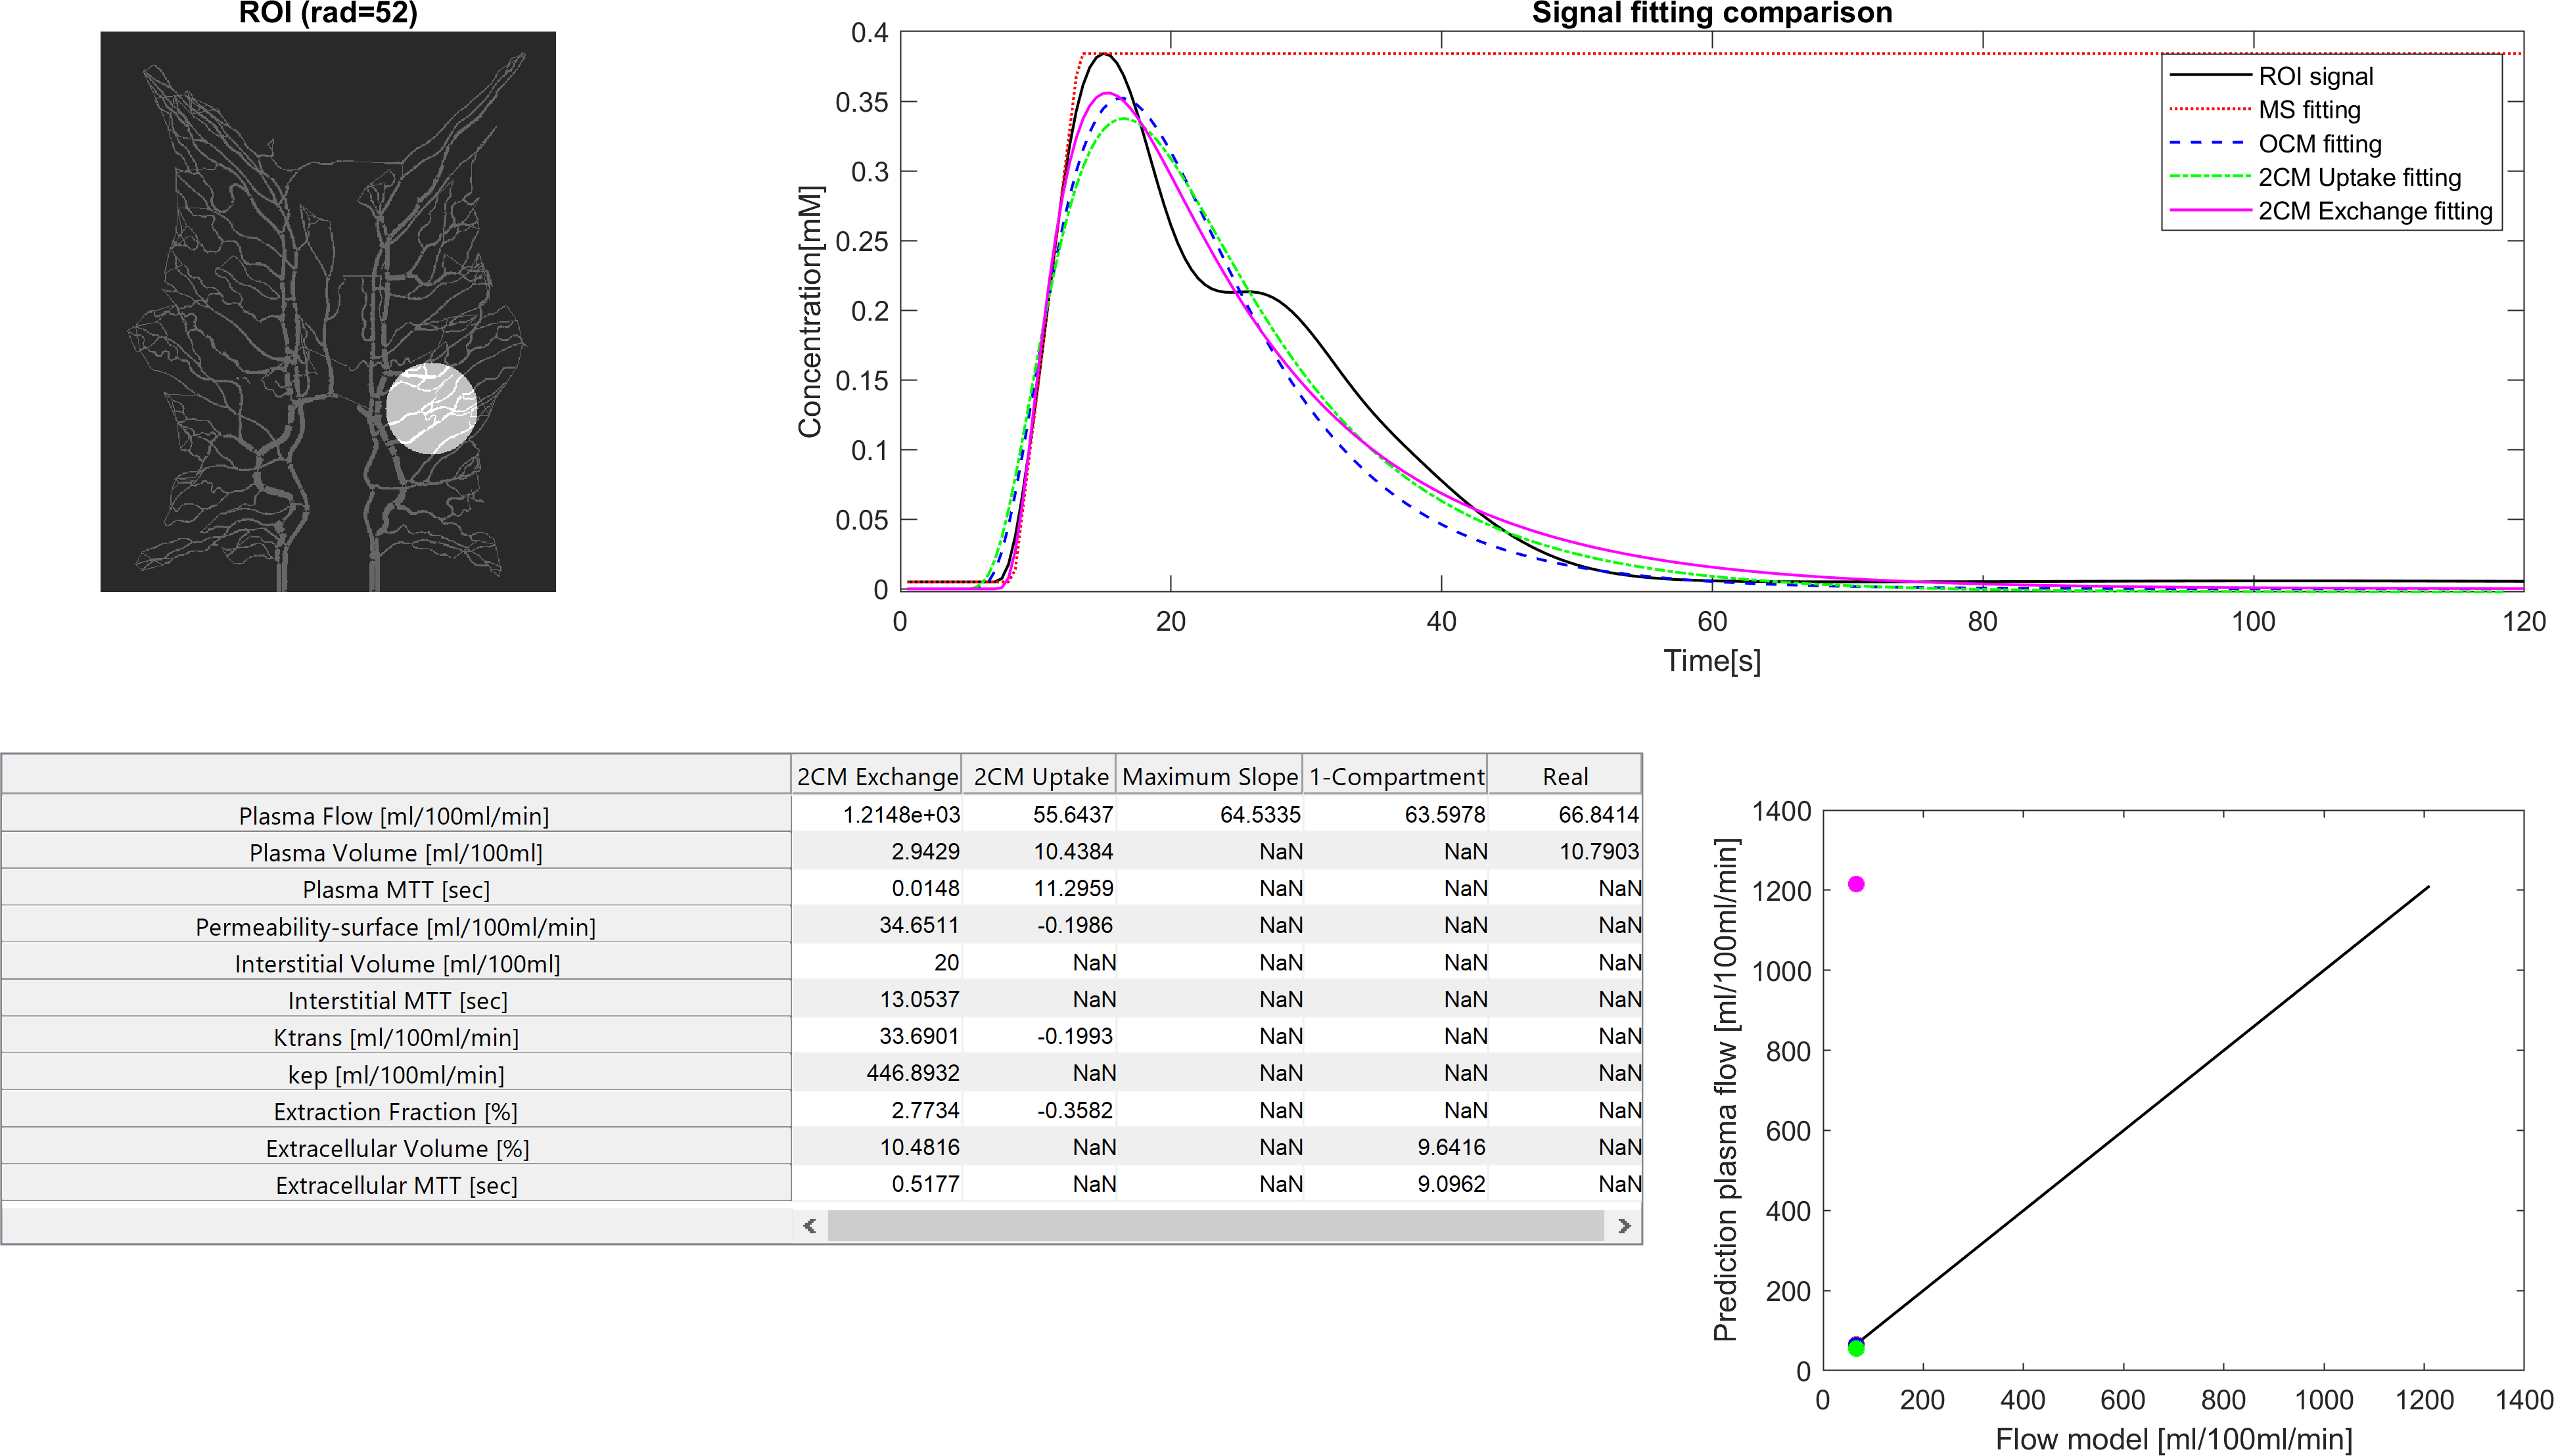 ROI (rad=52)
Signal fitting comparison
Concentration[mM]
0.4
0.35
0.3
0.25
0.2
0.15
0.1
0.05
0
0 20 40 60 80 100 120
Time[s]
ROI signal
MS fitting
OCM fitting
2CM Uptake fitting
2CM Exchange fitting
2CM Exchange 2CM Uptake Maximum Slope 1-Compartment Real
Plasma Flow [ml/100ml/min] 1.2148e+03 55.6437 64.5335 63.5978 66.8414
Plasma Volume [ml/100ml] 2.9429 10.4384 NaN NaN 10.7903
Plasma MTT [sec] 0.0148 11.2959 NaN NaN NaN
Permeability-surface [ml/100ml/min] 34.6511 -0.1986 NaN NaN NaN
Interstitial Volume [ml/100ml] 20 NaN NaN NaN NaN
Interstitial MTT [sec] 13.0537 NaN NaN NaN NaN
Ktrans [ml/100ml/min] 33.6901 -0.1993 NaN NaN NaN
kep [ml/100ml/min] 446.8932 NaN NaN NaN NaN
Extraction Fraction [%] 2.7734 -0.3582 NaN NaN NaN
Extracellular Volume [%] 10.4816 NaN NaN 9.6416 NaN
Extracellular MTT [sec] 0.5177 NaN NaN 9.0962 NaN
Prediction plasma flow [ml/100ml/min]
1400
1200
1000
800
600
400
200
0
0 200 400 600 800 1000 1200 1400
Flow model [ml/100ml/min]